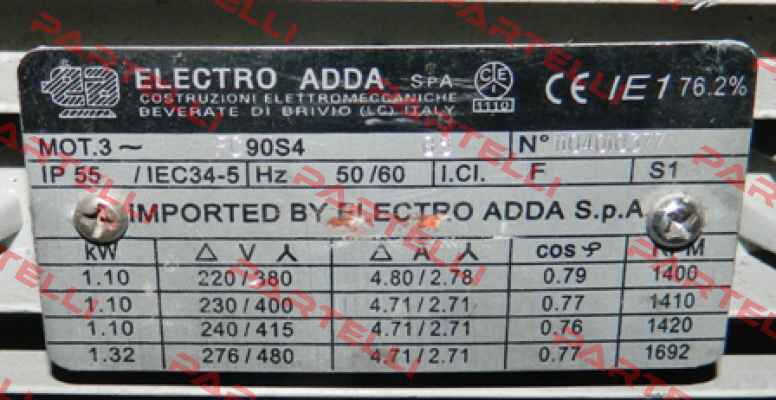 ELECTRO ADDA S.P.A. CE IE1 76.2%
COSTRUZIONI ELETTROMECCANICHE
BEVERATE DI BRIVIO (LC) ITALY
MOT.3 ~ 90S4 N°
IP 55 / IEC34-5 Hz 50/60 I.Cl. F S1
IMPORTED BY ELECTRO ADDA S.p.A
kW Δ V Y Δ A Y cos φ RPM
1.10 220/380 4.80/2.78 0.79 1400
1.10 230/400 4.71/2.71 0.77 1410
1.10 240/415 4.71/2.71 0.76 1420
1.32 276/480 4.71/2.71 0.77 1692
PARTELLI